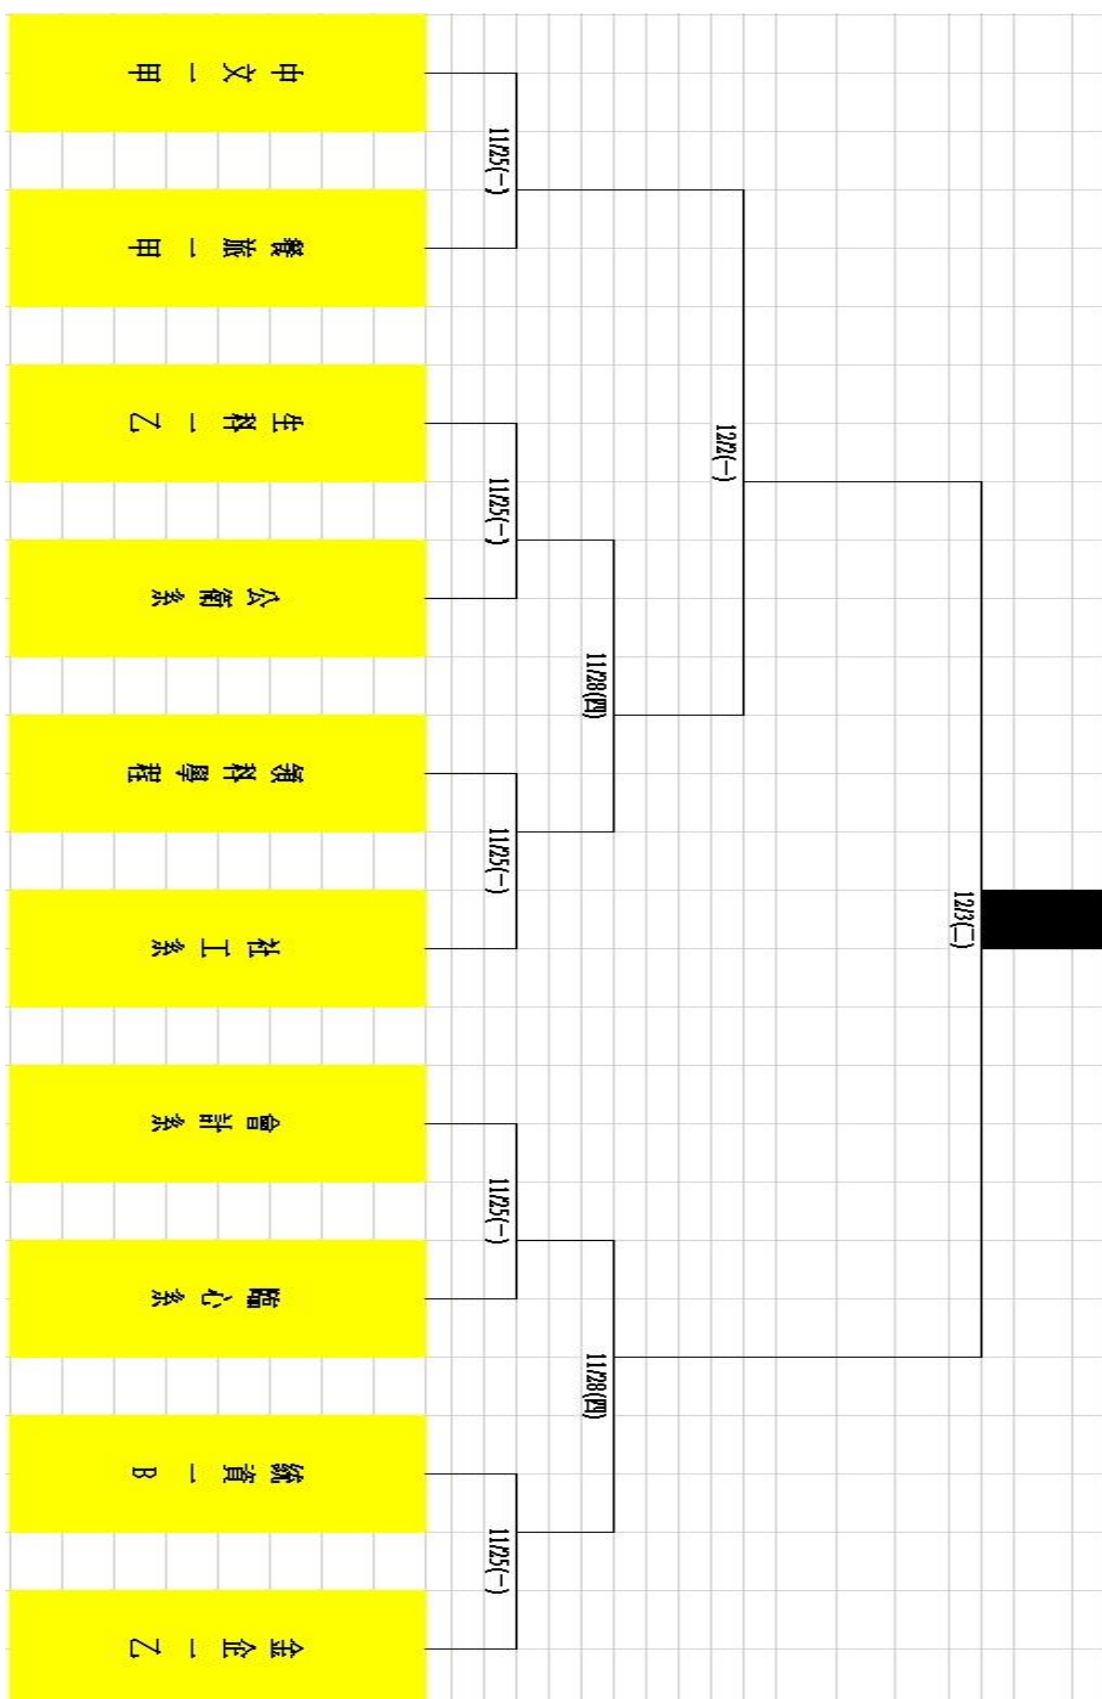 12/3(二)
12/2(一)
11/28(四)
11/28(四)
11/25(一)
11/25(一)
11/25(一)
11/25(一)
11/25(一)
中文一甲
餐旅一甲
生科一乙
公衛系
領科學程
社工系
會計系
臨心系
統資一B
金企一乙